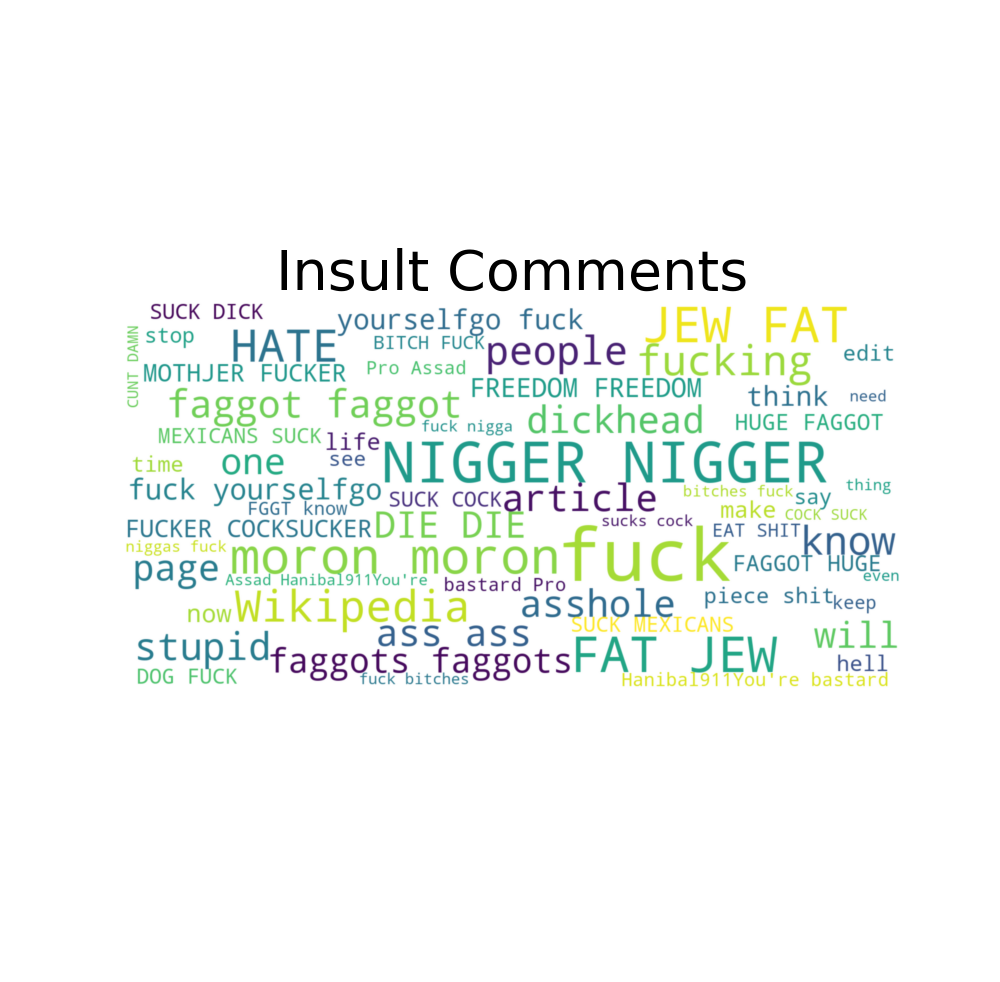 Insult Comments
SUCK DICK
yourselfgo fuck
JEW FAT
stop
HATE
BITCH FUCK
people
fucking
edit
CUNT DAMN
MOTHJER FUCKER
Pro Assad
FREEDOM FREEDOM
think
need
faggot faggot
fuck nigga
dickhead
HUGE FAGGOT
MEXICANS SUCK
life
time
one
see
NIGGER NIGGER
fuck yourselfgo
SUCK COCK
article
bitches fuck
say
thing
FGGT know
make
COCK SUCK
FUCKER COCKSUCKER
DIE DIE
sucks cock
EAT SHIT
know
niggas fuck
moron moron
fuck
FAGGOT HUGE
page
Assad Hanibal911You're
bastard Pro
even
now
Wikipedia
asshole
piece shit
keep
stupid
ass ass
SUCK MEXICANS
will
faggots faggots
FAT JEW
hell
DOG FUCK
fuck bitches
Hanibal911You're bastard